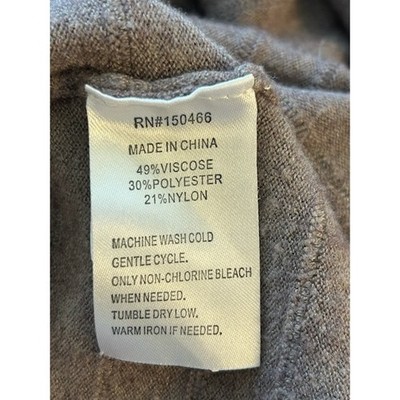 RN#150466
MADE IN CHINA
49%VISCOSE
30%POLYESTER
21%NYLON
MACHINE WASH COLD
GENTLE CYCLE.
ONLY NON-CHLORINE BLEACH
WHEN NEEDED.
TUMBLE DRY LOW.
WARM IRON IF NEEDED.